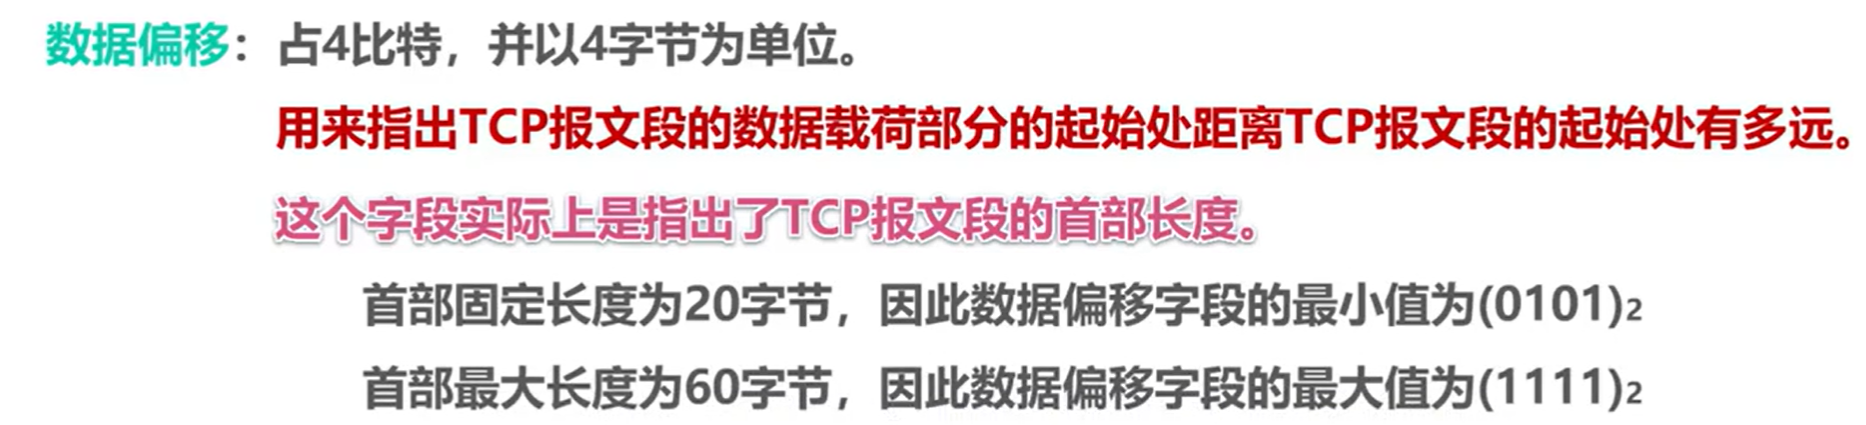 数据偏移：占4比特，并以4字节为单位。
用来指出TCP报文段的数据载荷部分的起始处距离TCP报文段的起始处有多远。
这个字段实际上是指出了TCP报文段的首部长度。
首部固定长度为20字节，因此数据偏移字段的最小值为(0101)₂
首部最大长度为60字节，因此数据偏移字段的最大值为(1111)₂